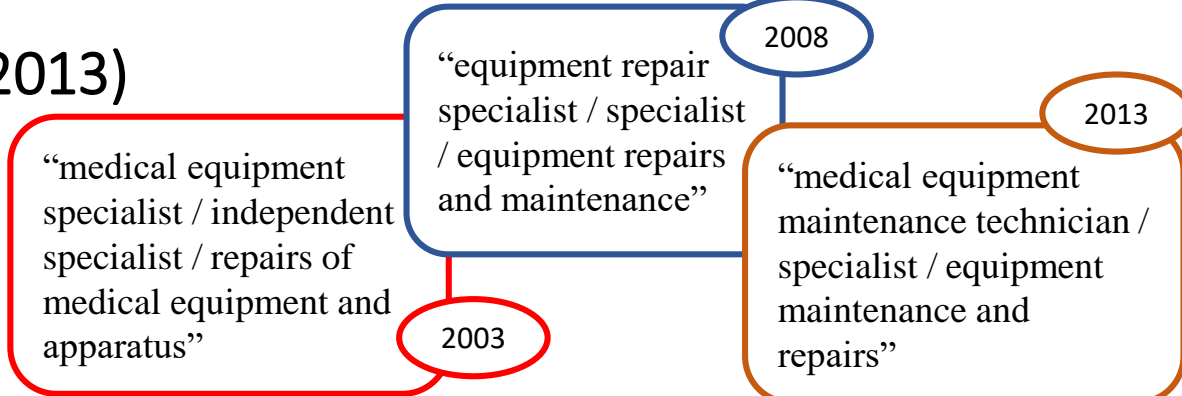 2013)
“medical equipment
specialist / independent
specialist / repairs of
medical equipment and
apparatus”
2003
“equipment repair
specialist / specialist
/ equipment repairs
and maintenance”
2008
“medical equipment
maintenance technician /
specialist / equipment
maintenance and
repairs”
2013